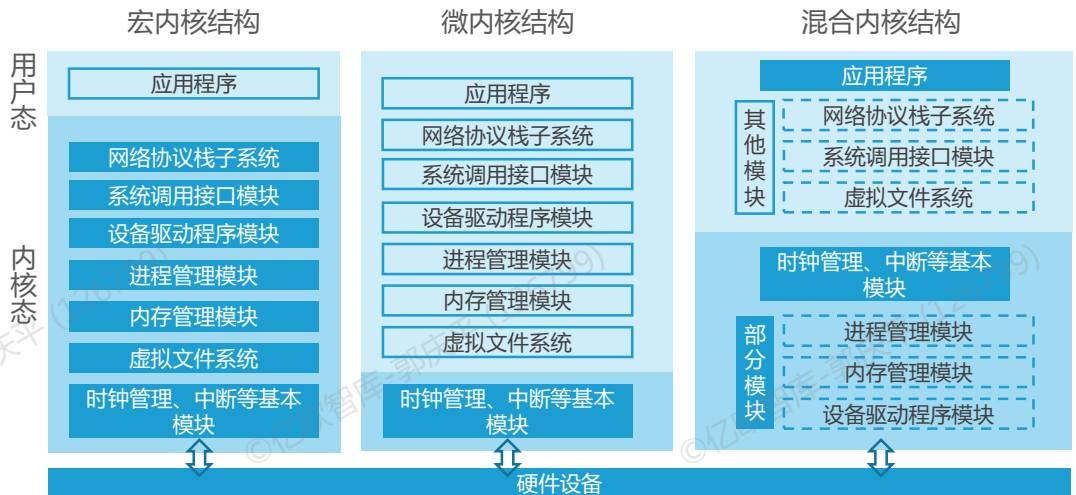 宏内核结构
微内核结构
混合内核结构
用户态
内核态
应用程序
网络协议栈子系统
系统调用接口模块
设备驱动程序模块
进程管理模块
内存管理模块
虚拟文件系统
时钟管理、中断等基本
模块
应用程序
网络协议栈子系统
系统调用接口模块
设备驱动程序模块
进程管理模块
内存管理模块
虚拟文件系统
时钟管理、中断等基本
模块
应用程序
其他模块
网络协议栈子系统
系统调用接口模块
虚拟文件系统
时钟管理、中断等基本
模块
部分模块
进程管理模块
内存管理模块
设备驱动程序模块
硬件设备
©亿欧智库-郭庆平 (126799)